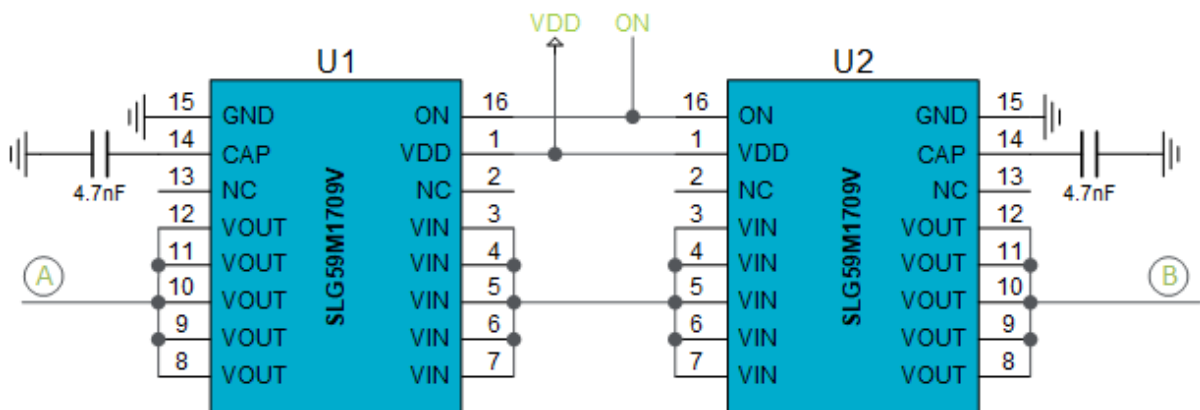 VDD ON
U1 U2
15 GND ON 16 16 ON GND 15
14 CAP VDD 1 1 VDD CAP 14
4.7nF 13 NC NC 2 2 NC NC 13 4.7nF
12 VOUT VIN 3 3 VIN VOUT 12
A 11 VOUT VIN 4 4 VIN VOUT 11 B
10 VOUT VIN 5 5 VIN VOUT 10
9 VOUT VIN 6 6 VIN VOUT 9
8 VOUT VIN 7 7 VIN VOUT 8
SLG59M1709V SLG59M1709V